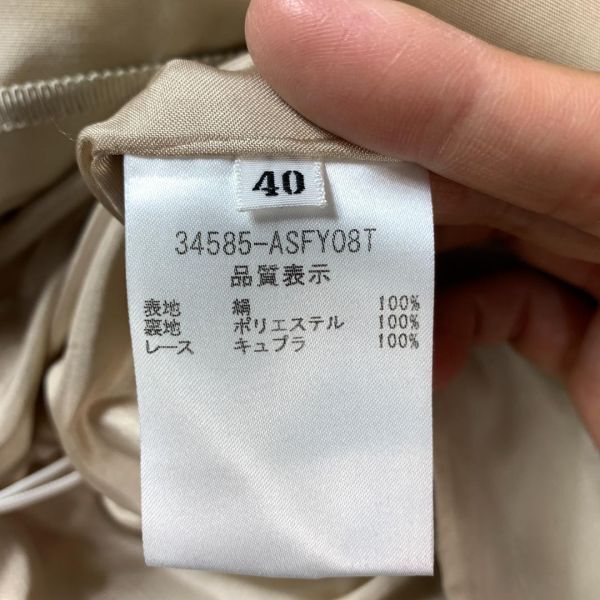 40
34585-ASFY08T
品質表示
表地 絹 100%
裏地 ポリエステル 100%
レース キュプラ 100%